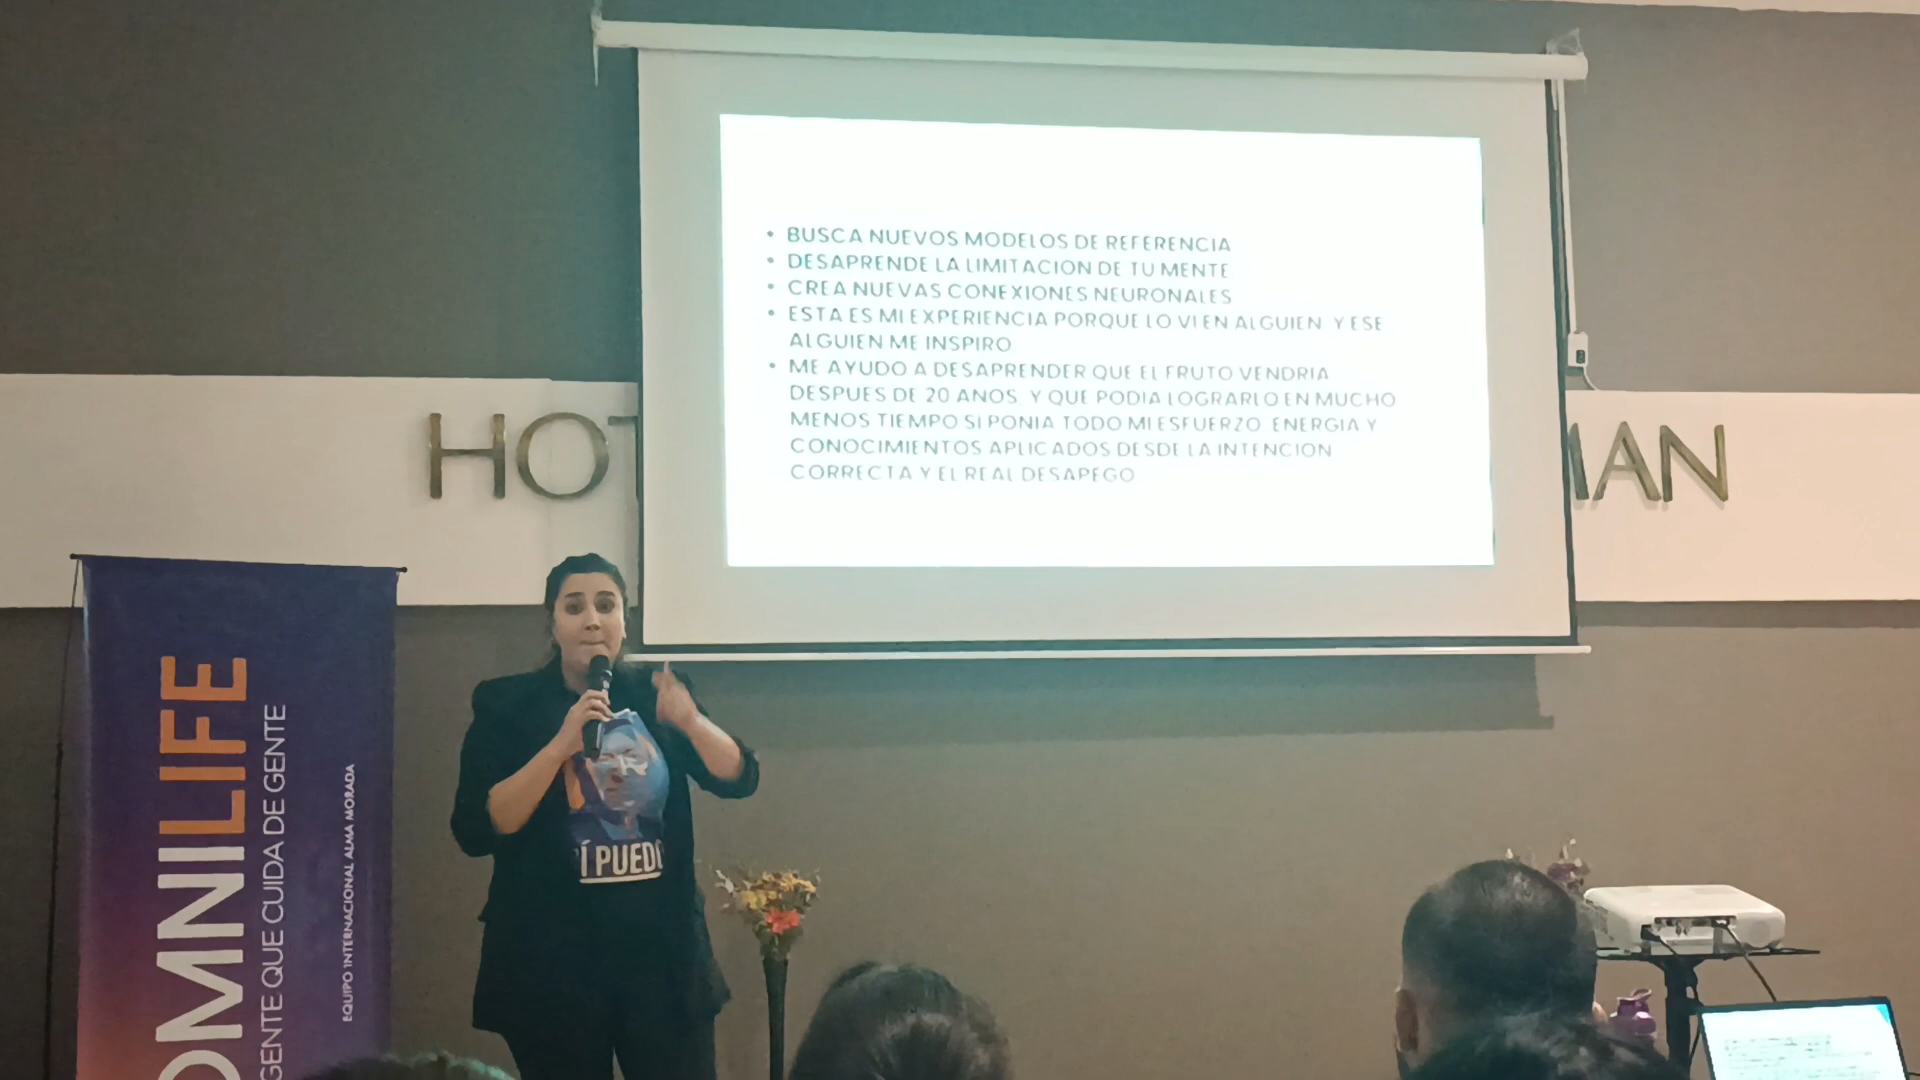 • BUSCA NUEVOS MODELOS DE REFERENCIA
• DESAPRENDE LA LIMITACION DE TU MENTE
• CREA NUEVAS CONEXIONES NEURONALES
• ESTA ES MI EXPERIENCIA PORQUE LO VI EN ALGUIEN Y ESE
ALGUIEN ME INSPIRO
• ME AYUDO A DESAPRENDER QUE EL FRUTO VENDRIA
DESPUES DE 20 ANOS Y QUE PODIA LOGRARLO EN MUCHO
MENOS TIEMPO SI PONIA TODO MI ESFUERZO ENERGIA Y
CONOCIMIENTOS APLICADOS DESDE LA INTENCION
CORRECTA Y EL REAL DESAPEGO
HOT
MAN
OMNILIFE
GENTE QUE CUIDA DE GENTE
EQUIPO INTERNACIONAL ALMA MORADA
Í PUEDO